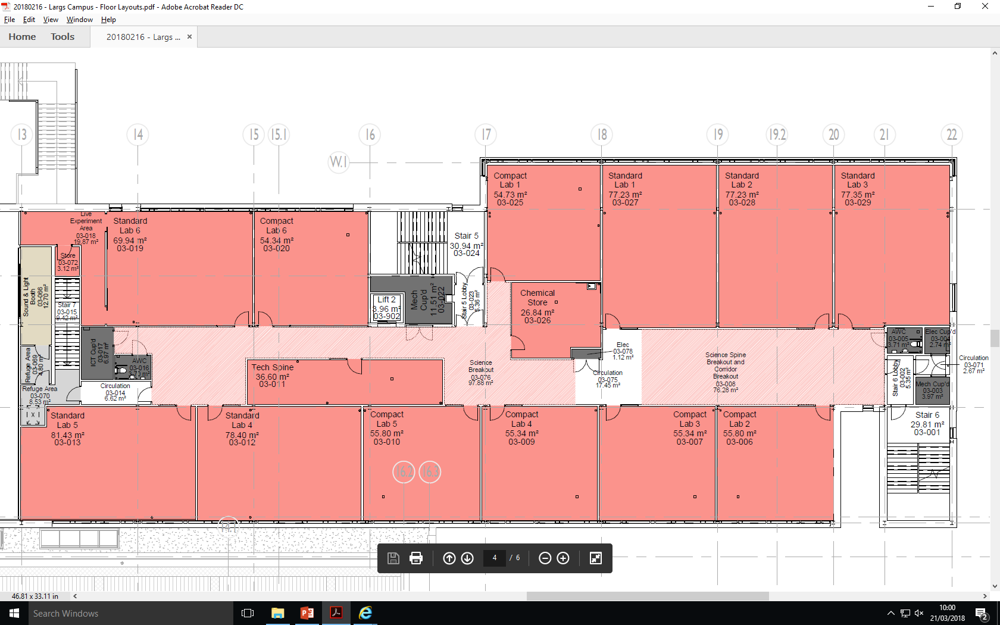 20180216 - Largs Campus - Floor Layouts.pdf - Adobe Acrobat Reader DC
File Edit View Window Help
Home Tools 20180216 - Largs ... ×
13 14 15 15.1 16 17 18 19 19.2 20 21 22
W.1
Compact
Lab 1
54.73 m²
03-025
Standard
Lab 1
77.23 m²
03-027
Standard
Lab 2
77.23 m²
03-028
Standard
Lab 3
77.35 m²
03-029
Live
Experiment
Area
03-018
19.87 m²
Standard
Lab 6
69.94 m²
03-019
Compact
Lab 6
54.34 m²
03-020
Stair 5
30.94 m²
03-024
Store
03-072
3.12 m²
Sound & Light
Booth
03-066
12.70 m²
Stair 7
03-015
9.42 m²
Lift 2
3.96 m²
03-902
Mech
Cup'd
11.51 m²
03-022
Stair 5 Lobby
03-023
5.36 m²
Chemical
Store
26.84 m²
03-026
ICT Cup'd
03-017
6.97 m²
AWC
03-016
3.70 m²
Refuge Area
03-069
4.80 m²
Refuge Area
03-070
8.53 m²
Circulation
03-014
6.62 m²
Tech Spine
36.60 m²
03-011
Science
Breakout
03-076
97.88 m²
Elec
03-078
1.12 m²
Circulation
03-075
17.45 m²
Science Spine
Breakout and
Corridor
Breakout
03-008
76.28 m²
AWC
03-005
3.71 m²
Elec Cup'd
03-004
2.74 m²
Circulation
03-071
2.67 m²
Stair 6 Lobby
03-002
5.35 m²
Mech Cup'd
03-003
3.97 m²
Stair 6
29.81 m²
03-001
Standard
Lab 5
81.43 m²
03-013
Standard
Lab 4
78.40 m²
03-012
Compact
Lab 5
55.80 m²
03-010
Compact
Lab 4
55.34 m²
03-009
Compact
Lab 3
55.34 m²
03-007
Compact
Lab 2
55.80 m²
03-006
16.2 16.3
14.1
4 / 6
46.81 x 33.11 in
Search Windows
10:00
21/03/2018
2